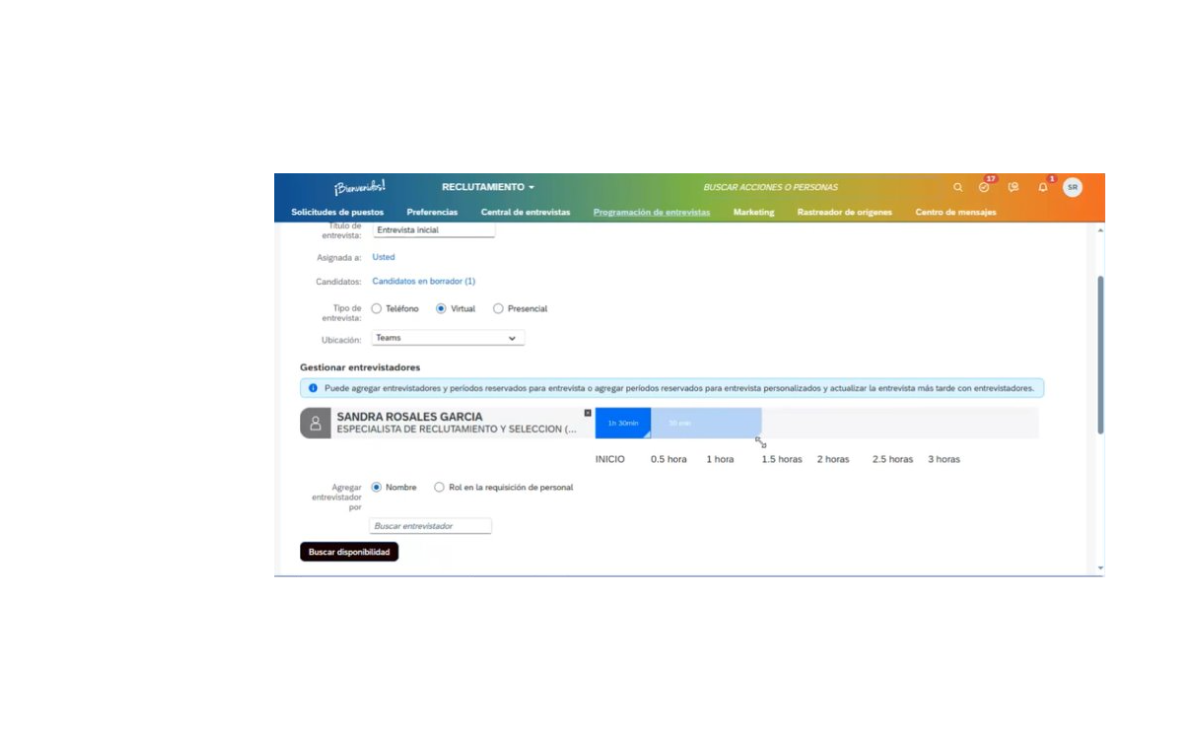 ¡Bienvenidos!
RECLUTAMIENTO
BUSCAR ACCIONES O PERSONAS
17
1
SR
Solicitudes de puestos
Preferencias
Central de entrevistas
Programación de entrevistas
Marketing
Rastreador de orígenes
Centro de mensajes
Título de
entrevista:
Entrevista inicial
Asignada a:
Usted
Candidatos:
Candidatos en borrador (1)
Tipo de
entrevista:
Teléfono
Virtual
Presencial
Ubicación:
Teams
Gestionar entrevistadores
Puede agregar entrevistadores y períodos reservados para entrevista o agregar períodos reservados para entrevista personalizados y actualizar la entrevista más tarde con entrevistadores.
SANDRA ROSALES GARCIA
ESPECIALISTA DE RECLUTAMIENTO Y SELECCION (...
1h 30min
30 min
INICIO
0.5 hora
1 hora
1.5 horas
2 horas
2.5 horas
3 horas
Agregar
entrevistador
por
Nombre
Rol en la requisición de personal
Buscar entrevistador
Buscar disponibilidad